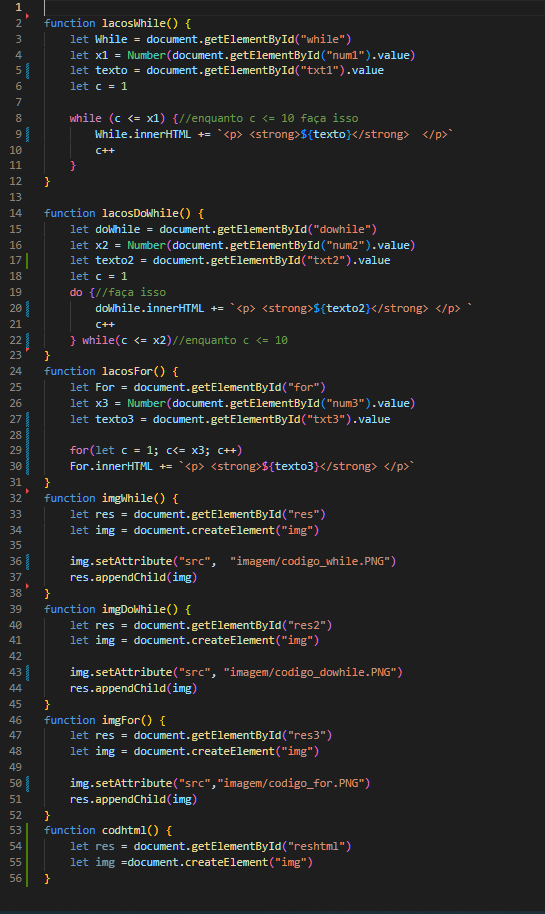 1
2 function lacosWhile() {
3 let While = document.getElementById("while")
4 let x1 = Number(document.getElementById("num1").value)
5 let texto = document.getElementById("txt1").value
6 let c = 1
7
8 while (c <= x1) {//enquanto c <= 10 faça isso
9 While.innerHTML += `<p> <strong>${texto}</strong>  </p>`
10 c++
11 }
12 }
13
14 function lacosDoWhile() {
15 let doWhile = document.getElementById("dowhile")
16 let x2 = Number(document.getElementById("num2").value)
17 let texto2 = document.getElementById("txt2").value
18 let c = 1
19 do {//faça isso
20 doWhile.innerHTML += `<p> <strong>${texto2}</strong> </p> `
21 c++
22 } while(c <= x2)//enquanto c <= 10
23 }
24 function lacosFor() {
25 let For = document.getElementById("for")
26 let x3 = Number(document.getElementById("num3").value)
27 let texto3 = document.getElementById("txt3").value
28
29 for(let c = 1; c<= x3; c++)
30 For.innerHTML += `<p> <strong>${texto3}</strong> </p>`
31 }
32 function imgWhile() {
33 let res = document.getElementById("res")
34 let img = document.createElement("img")
35
36 img.setAttribute("src",  "imagem/codigo_while.PNG")
37 res.appendChild(img)
38 }
39 function imgDoWhile() {
40 let res = document.getElementById("res2")
41 let img = document.createElement("img")
42
43 img.setAttribute("src", "imagem/codigo_dowhile.PNG")
44 res.appendChild(img)
45 }
46 function imgFor() {
47 let res = document.getElementById("res3")
48 let img = document.createElement("img")
49
50 img.setAttribute("src","imagem/codigo_for.PNG")
51 res.appendChild(img)
52 }
53 function codhtml() {
54 let res = document.getElementById("reshtml")
55 let img =document.createElement("img")
56 }